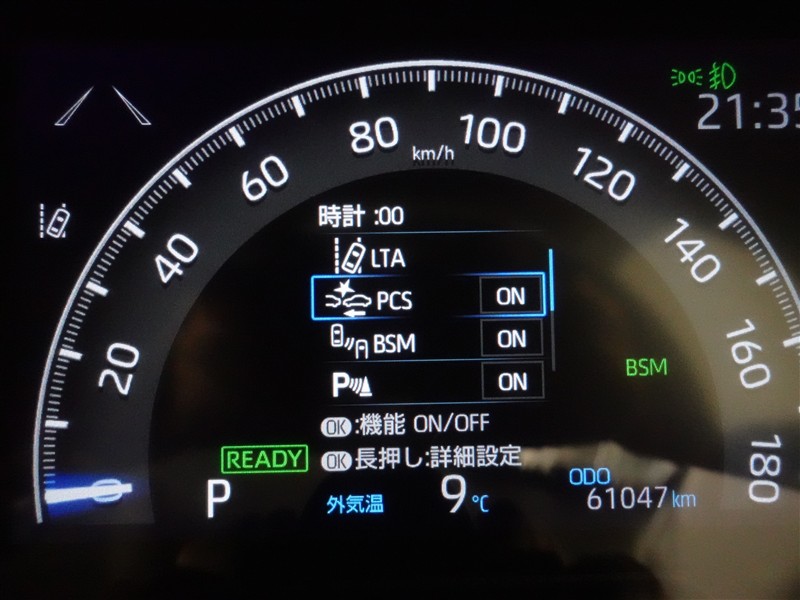 21:35
80
100
km/h
60
120
40
140
20
160
0
180
時計 :00
LTA
PCS ON
BSM ON
P ON
OK:機能 ON/OFF
OK長押し:詳細設定
BSM
READY
P
外気温 9℃
ODO
61047km